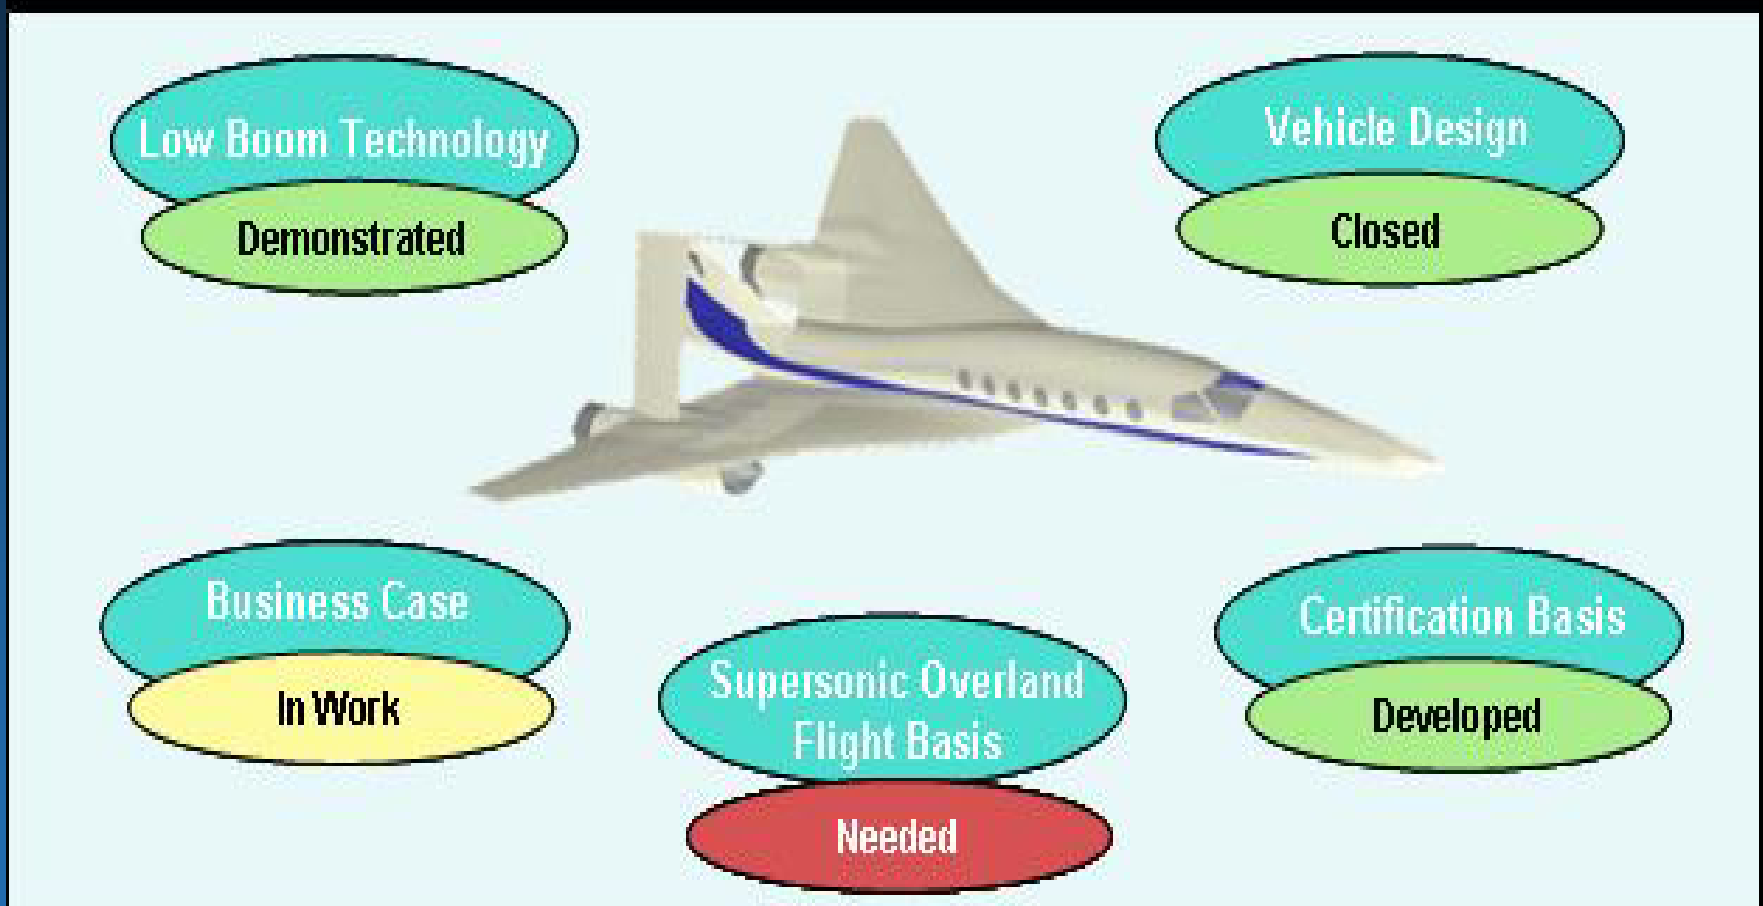 Low Boom Technology
Demonstrated
Vehicle Design
Closed
Business Case
In Work
Supersonic Overland
Flight Basis
Needed
Certification Basis
Developed